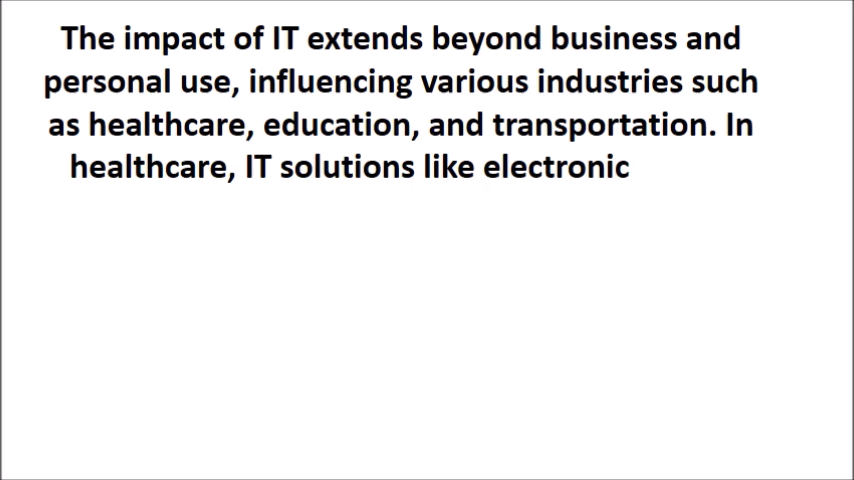 The impact of IT extends beyond business and
personal use, influencing various industries such
as healthcare, education, and transportation. In
healthcare, IT solutions like electronic